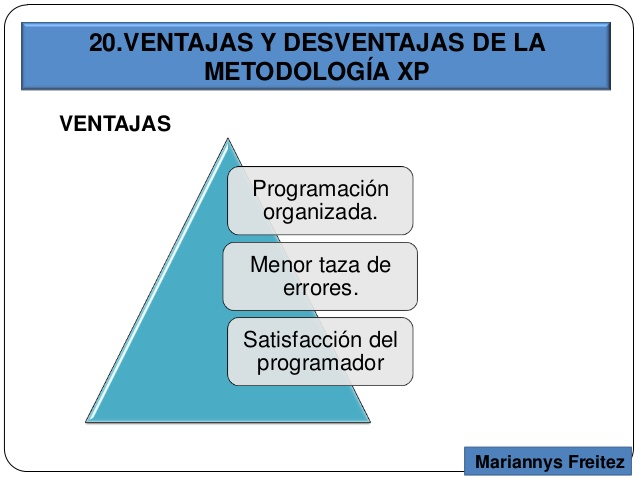 20.VENTAJAS Y DESVENTAJAS DE LA
METODOLOGÍA XP
VENTAJAS
Programación
organizada.
Menor taza de
errores.
Satisfacción del
programador
Mariannys Freitez